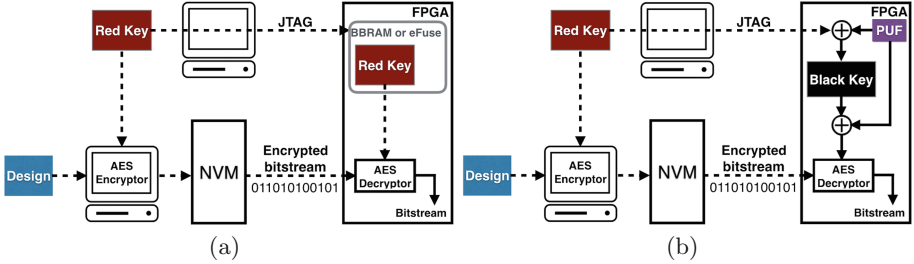 FPGA
Red Key
JTAG
BBRAM or eFuse
Red Key
Design
AES
Encryptor
NVM
Encrypted
bitstream
011010100101
AES
Decryptor
Bitstream
(a)
FPGA
Red Key
JTAG
PUF
Black Key
Design
AES
Encryptor
NVM
Encrypted
bitstream
011010100101
AES
Decryptor
Bitstream
(b)